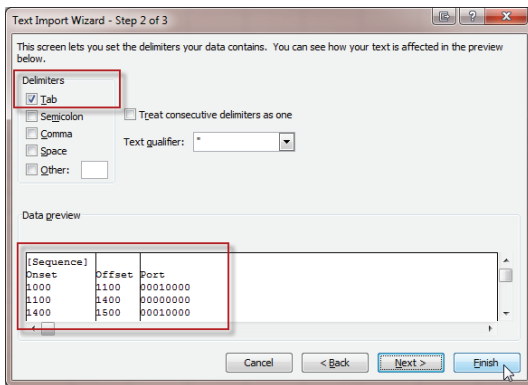 Text Import Wizard - Step 2 of 3
This screen lets you set the delimiters your data contains. You can see how your text is affected in the preview
below.
Delimiters
Tab
Semicolon
Comma
Space
Other:
Treat consecutive delimiters as one
Text qualifier: "
Data preview
[Sequence]
Onset Offset Port
1000 1100 00010000
1100 1400 00000000
1400 1500 00010000
Cancel < Back Next > Finish